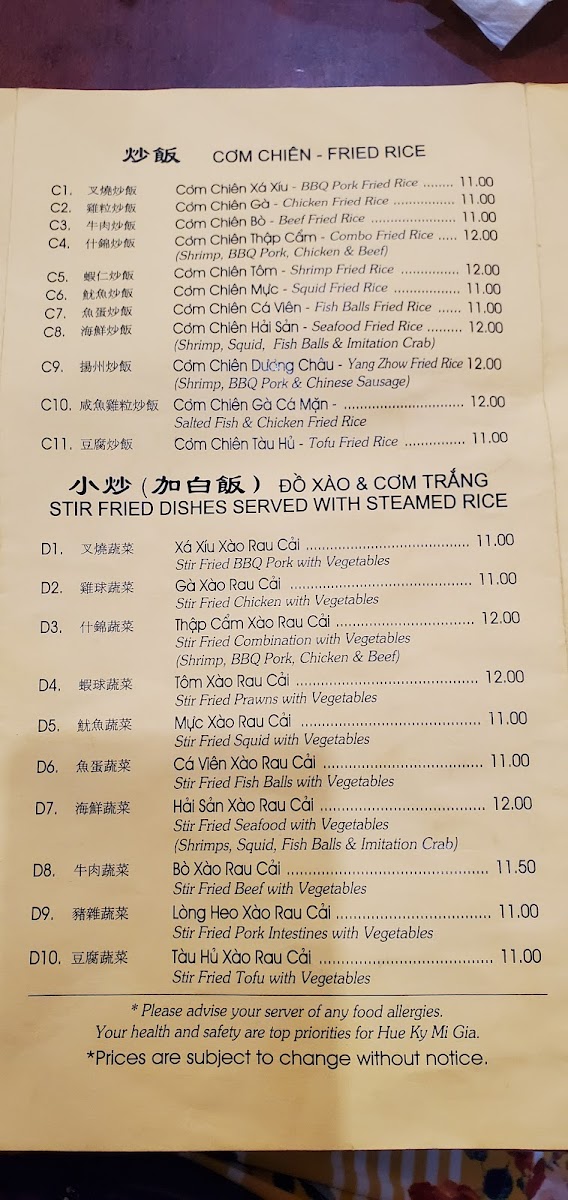 炒飯 CƠM CHIÊN - FRIED RICE
C1. 叉燒炒飯 Cơm Chiên Xá Xíu - BBQ Pork Fried Rice ........ 11.00
C2. 雞粒炒飯 Cơm Chiên Gà - Chicken Fried Rice ................ 11.00
C3. 牛肉炒飯 Cơm Chiên Bò - Beef Fried Rice ...................... 11.00
C4. 什錦炒飯 Cơm Chiên Thập Cẩm - Combo Fried Rice ..... 12.00
(Shrimp, BBQ Pork, Chicken & Beef)
C5. 蝦仁炒飯 Cơm Chiên Tôm - Shrimp Fried Rice ............... 12.00
C6. 魷魚炒飯 Cơm Chiên Mực - Squid Fried Rice ................. 11.00
C7. 魚蛋炒飯 Cơm Chiên Cá Viên - Fish Balls Fried Rice ...... 11.00
C8. 海鮮炒飯 Cơm Chiên Hải Sản - Seafood Fried Rice ......... 12.00
(Shrimp, Squid, Fish Balls & Imitation Crab)
C9. 揚州炒飯 Cơm Chiên Dương Châu - Yang Zhow Fried Rice 12.00
(Shrimp, BBQ Pork & Chinese Sausage)
C10. 咸魚雞粒炒飯 Cơm Chiên Gà Cá Mặn - ........................... 12.00
Salted Fish & Chicken Fried Rice
C11. 豆腐炒飯 Cơm Chiên Tàu Hủ - Tofu Fried Rice ............... 11.00
小炒 (加白飯) ĐỒ XÀO & CƠM TRẮNG
STIR FRIED DISHES SERVED WITH STEAMED RICE
D1. 叉燒蔬菜 Xá Xíu Xào Rau Cải ........................................ 11.00
Stir Fried BBQ Pork with Vegetables
D2. 雞球蔬菜 Gà Xào Rau Cải ............................................. 11.00
Stir Fried Chicken with Vegetables
D3. 什錦蔬菜 Thập Cẩm Xào Rau Cải .................................. 12.00
Stir Fried Combination with Vegetables
(Shrimp, BBQ Pork, Chicken & Beef)
D4. 蝦球蔬菜 Tôm Xào Rau Cải ............................................ 12.00
Stir Fried Prawns with Vegetables
D5. 魷魚蔬菜 Mực Xào Rau Cải ........................................... 11.00
Stir Fried Squid with Vegetables
D6. 魚蛋蔬菜 Cá Viên Xào Rau Cải ....................................... 11.00
Stir Fried Fish Balls with Vegetables
D7. 海鮮蔬菜 Hải Sản Xào Rau Cải ........................................ 12.00
Stir Fried Seafood with Vegetables
(Shrimps, Squid, Fish Balls & Imitation Crab)
D8. 牛肉蔬菜 Bò Xào Rau Cải ................................................ 11.50
Stir Fried Beef with Vegetables
D9. 豬雜蔬菜 Lòng Heo Xào Rau Cải ..................................... 11.00
Stir Fried Pork Intestines with Vegetables
D10. 豆腐蔬菜 Tàu Hủ Xào Rau Cải ......................................... 11.00
Stir Fried Tofu with Vegetables
* Please advise your server of any food allergies.
Your health and safety are top priorities for Hue Ky Mi Gia.
*Prices are subject to change without notice.